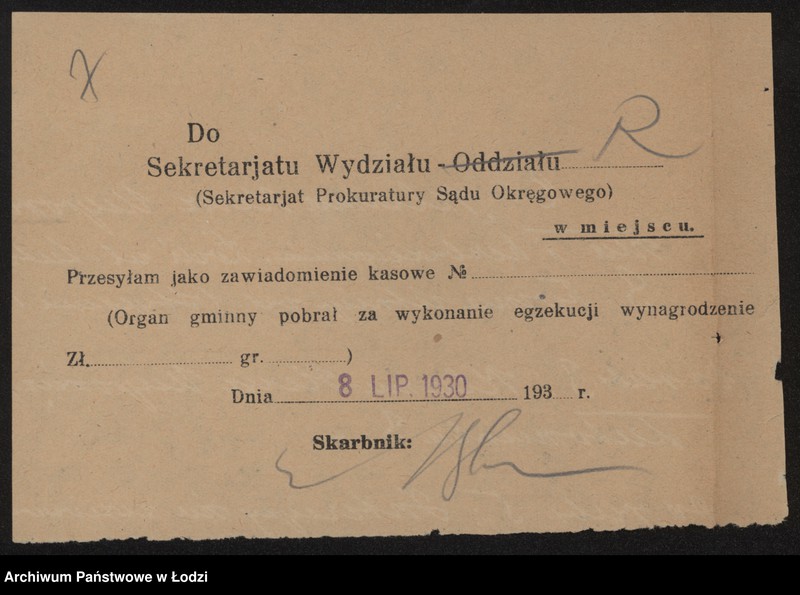 X
Do
Sekretarjatu Wydziału - Oddziału R
(Sekretarjat Prokuratury Sądu Okręgowego)
w miejscu.
Przesyłam jako zawiadomienie kasowe №
(Organ gminny pobrał za wykonanie egzekucji wynagrodzenie
Zł. gr. )
Dnia 8 LIP. 1930 193 r.
Skarbnik:
Archiwum Państwowe w Łodzi